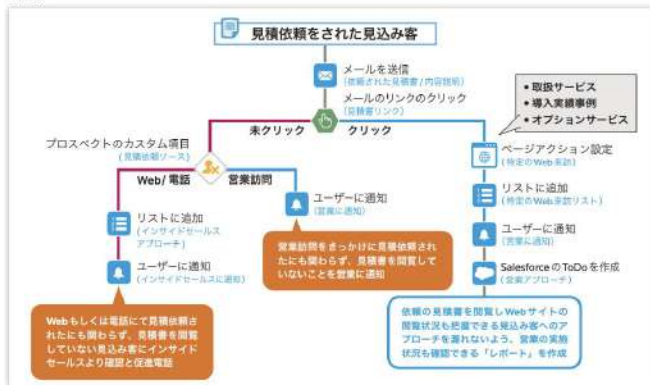 見積依頼をされた見込み客
メールを送信
(依頼された見積書/内容説明)
メールのリンクのクリック
(見積書リンク)
未クリック
クリック
• 取扱サービス
• 導入実績事例
• オプションサービス
プロスペクトのカスタム項目
(見積依頼ソース)
Web/電話
営業訪問
ページアクション設定
(特定のWeb来訪)
リストに追加
(インサイドセールス
アプローチ)
ユーザーに通知
(営業に通知)
リストに追加
(特定のWeb来訪リスト)
ユーザーに通知
(インサイドセールスに通知)
営業訪問をきっかけに見積依頼され
たにも関わらず、見積書を閲覧して
いないことを営業に通知
ユーザーに通知
(営業に通知)
SalesforceのToDoを作成
(営業アプローチ)
Webもしくは電話にて見積依頼さ
れたにも関わらず、見積書を閲覧
していない見込み客にインサイド
セールスより確認と促進電話
依頼の見積書を閲覧しWebサイトの
閲覧状況も把握できる見込み客へのア
プローチを漏れないよう、営業の実施
状況も確認できる「レポート」を作成